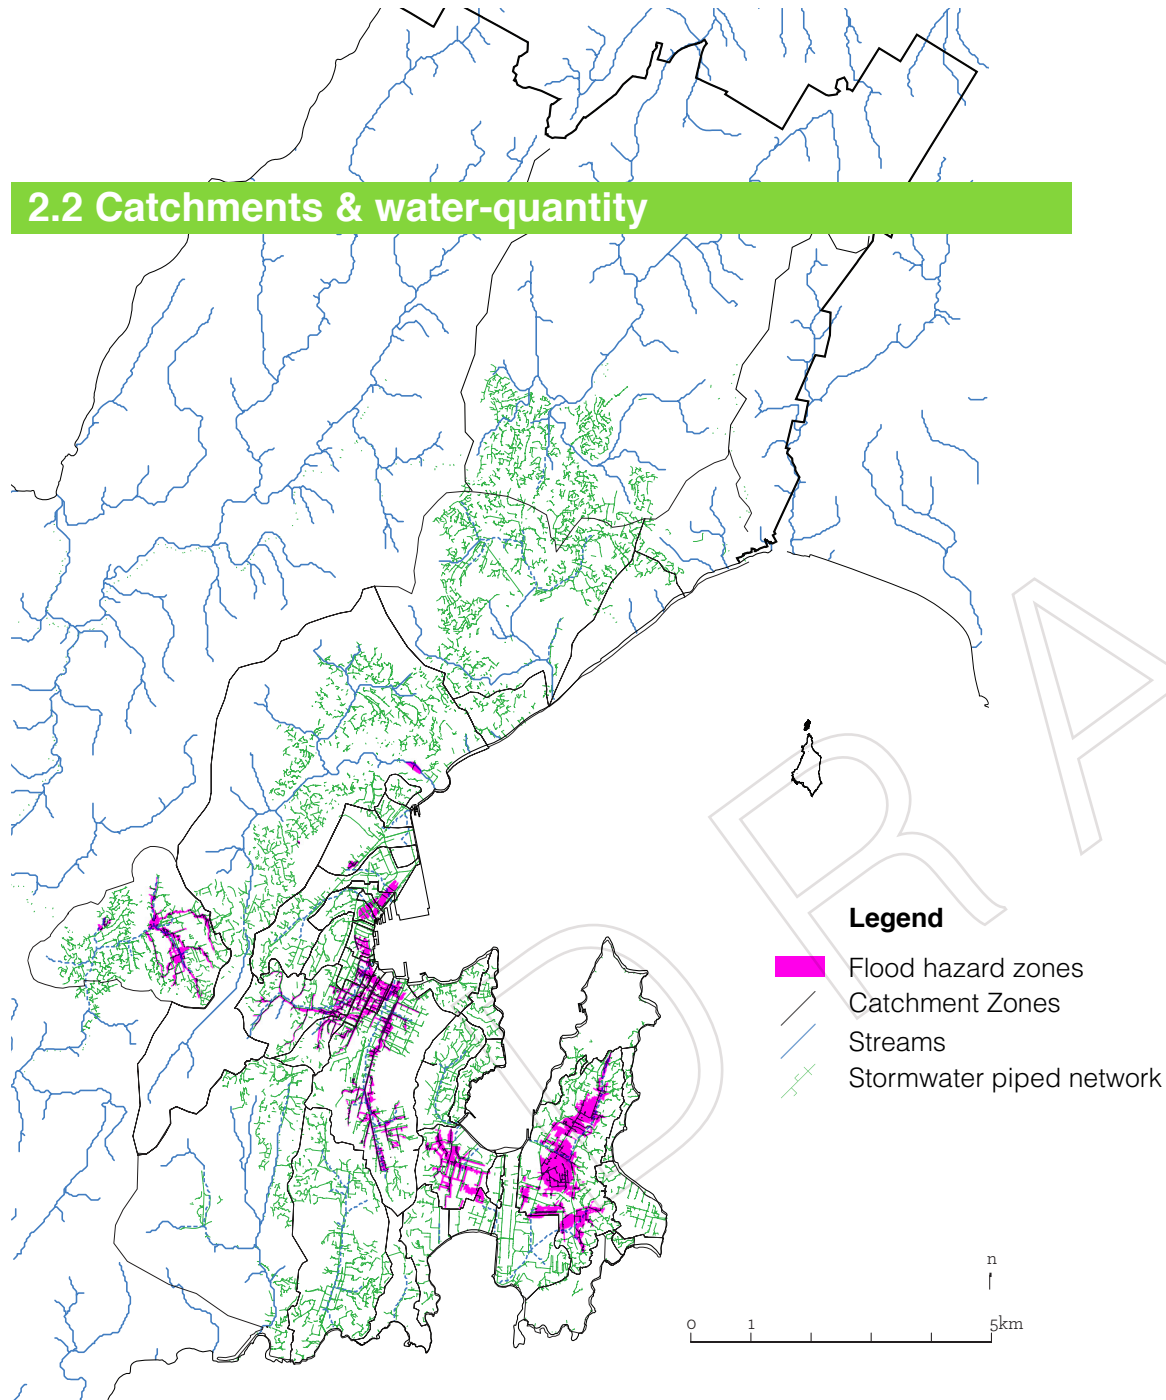 2.2 Catchments & water-quantity
D R A
Legend
Flood hazard zones
Catchment Zones
Streams
Stormwater piped network
n
0 1 5km